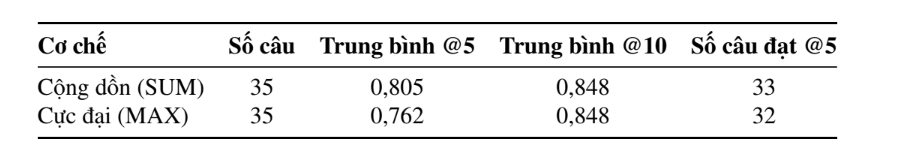 Cơ chế Số câu Trung bình @5 Trung bình @10 Số câu đạt @5
Cộng dồn (SUM) 35 0,805 0,848 33
Cực đại (MAX) 35 0,762 0,848 32